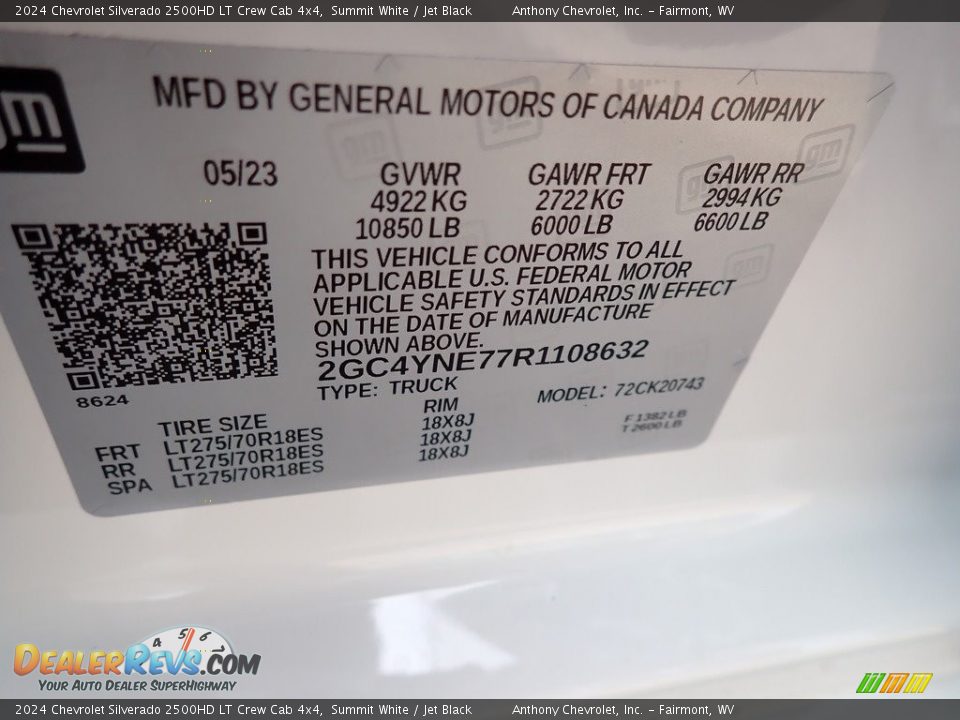 2024 Chevrolet Silverado 2500HD LT Crew Cab 4x4, Summit White / Jet Black Anthony Chevrolet, Inc. - Fairmont, WV
gm
MFD BY GENERAL MOTORS OF CANADA COMPANY
05/23 GVWR GAWR FRT GAWR RR
4922 KG 2722 KG 2994 KG
10850 LB 6000 LB 6600 LB
THIS VEHICLE CONFORMS TO ALL
APPLICABLE U.S. FEDERAL MOTOR
VEHICLE SAFETY STANDARDS IN EFFECT
ON THE DATE OF MANUFACTURE
SHOWN ABOVE.
2GC4YNE77R1108632
TYPE: TRUCK MODEL: 72CK20743
8624
TIRE SIZE RIM
FRT LT275/70R18ES 18X8J
RR LT275/70R18ES 18X8J
SPA LT275/70R18ES 18X8J
F 1382 LB
T 2600 LB
4 5 6
DEALERREVS.COM
YOUR AUTO DEALER SUPERHIGHWAY
2024 Chevrolet Silverado 2500HD LT Crew Cab 4x4, Summit White / Jet Black Anthony Chevrolet, Inc. - Fairmont, WV